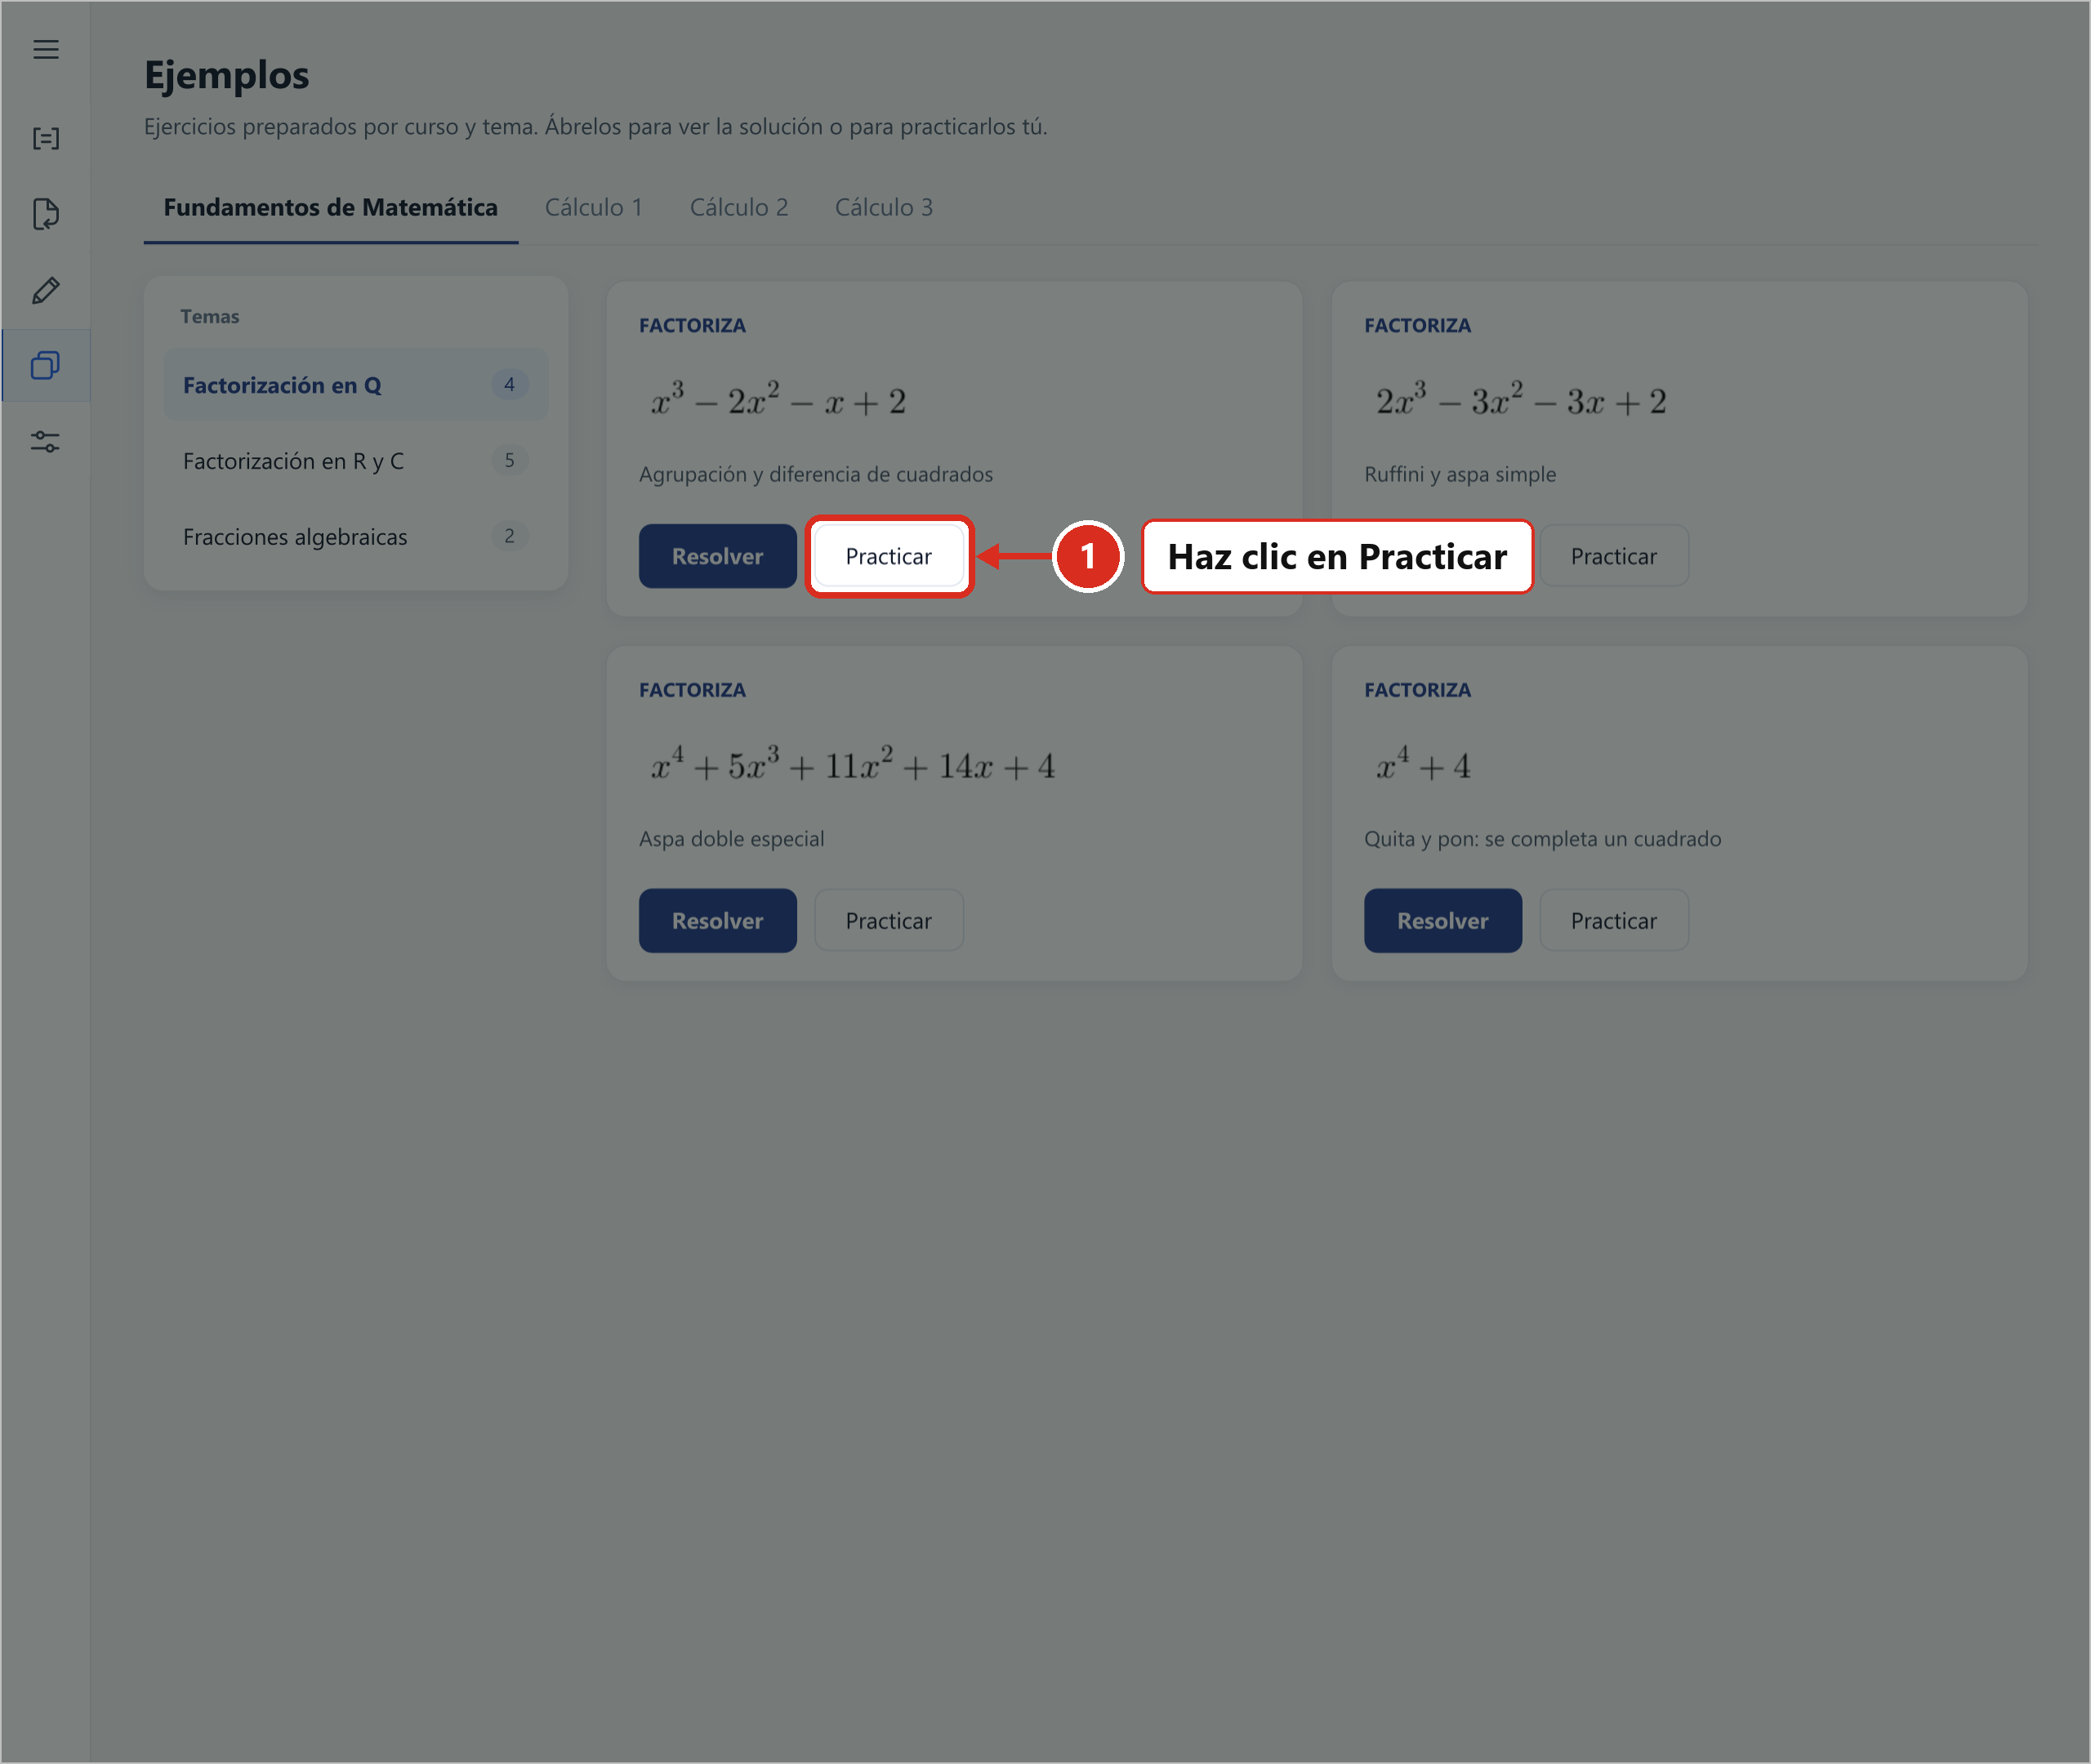 Ejemplos
Ejercicios preparados por curso y tema. Ábrelos para ver la solución o para practicarlos tú.
Fundamentos de Matemática
Cálculo 1
Cálculo 2
Cálculo 3
Temas
Factorización en Q 4
Factorización en R y C 5
Fracciones algebraicas 2
FACTORIZA
x³ − 2x² − x + 2
Agrupación y diferencia de cuadrados
Resolver
Practicar
1
Haz clic en Practicar
FACTORIZA
2x³ − 3x² − 3x + 2
Ruffini y aspa simple
Practicar
FACTORIZA
x⁴ + 5x³ + 11x² + 14x + 4
Aspa doble especial
Resolver
Practicar
FACTORIZA
x⁴ + 4
Quita y pon: se completa un cuadrado
Resolver
Practicar